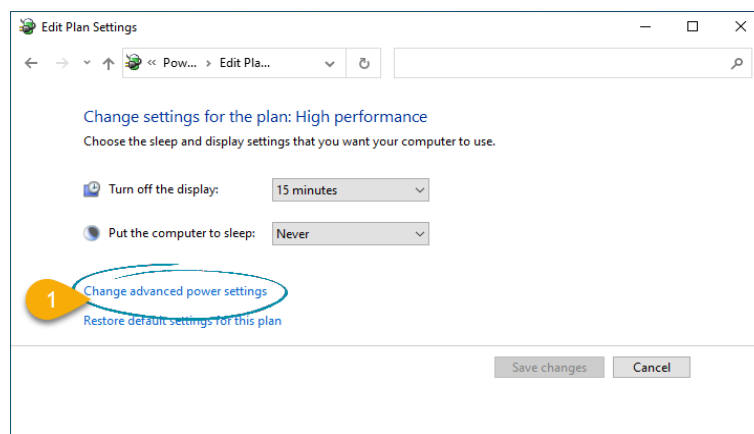 Edit Plan Settings
« Pow... > Edit Pla...
Change settings for the plan: High performance
Choose the sleep and display settings that you want your computer to use.
Turn off the display: 15 minutes
Put the computer to sleep: Never
Change advanced power settings
1
Restore default settings for this plan
Save changes Cancel